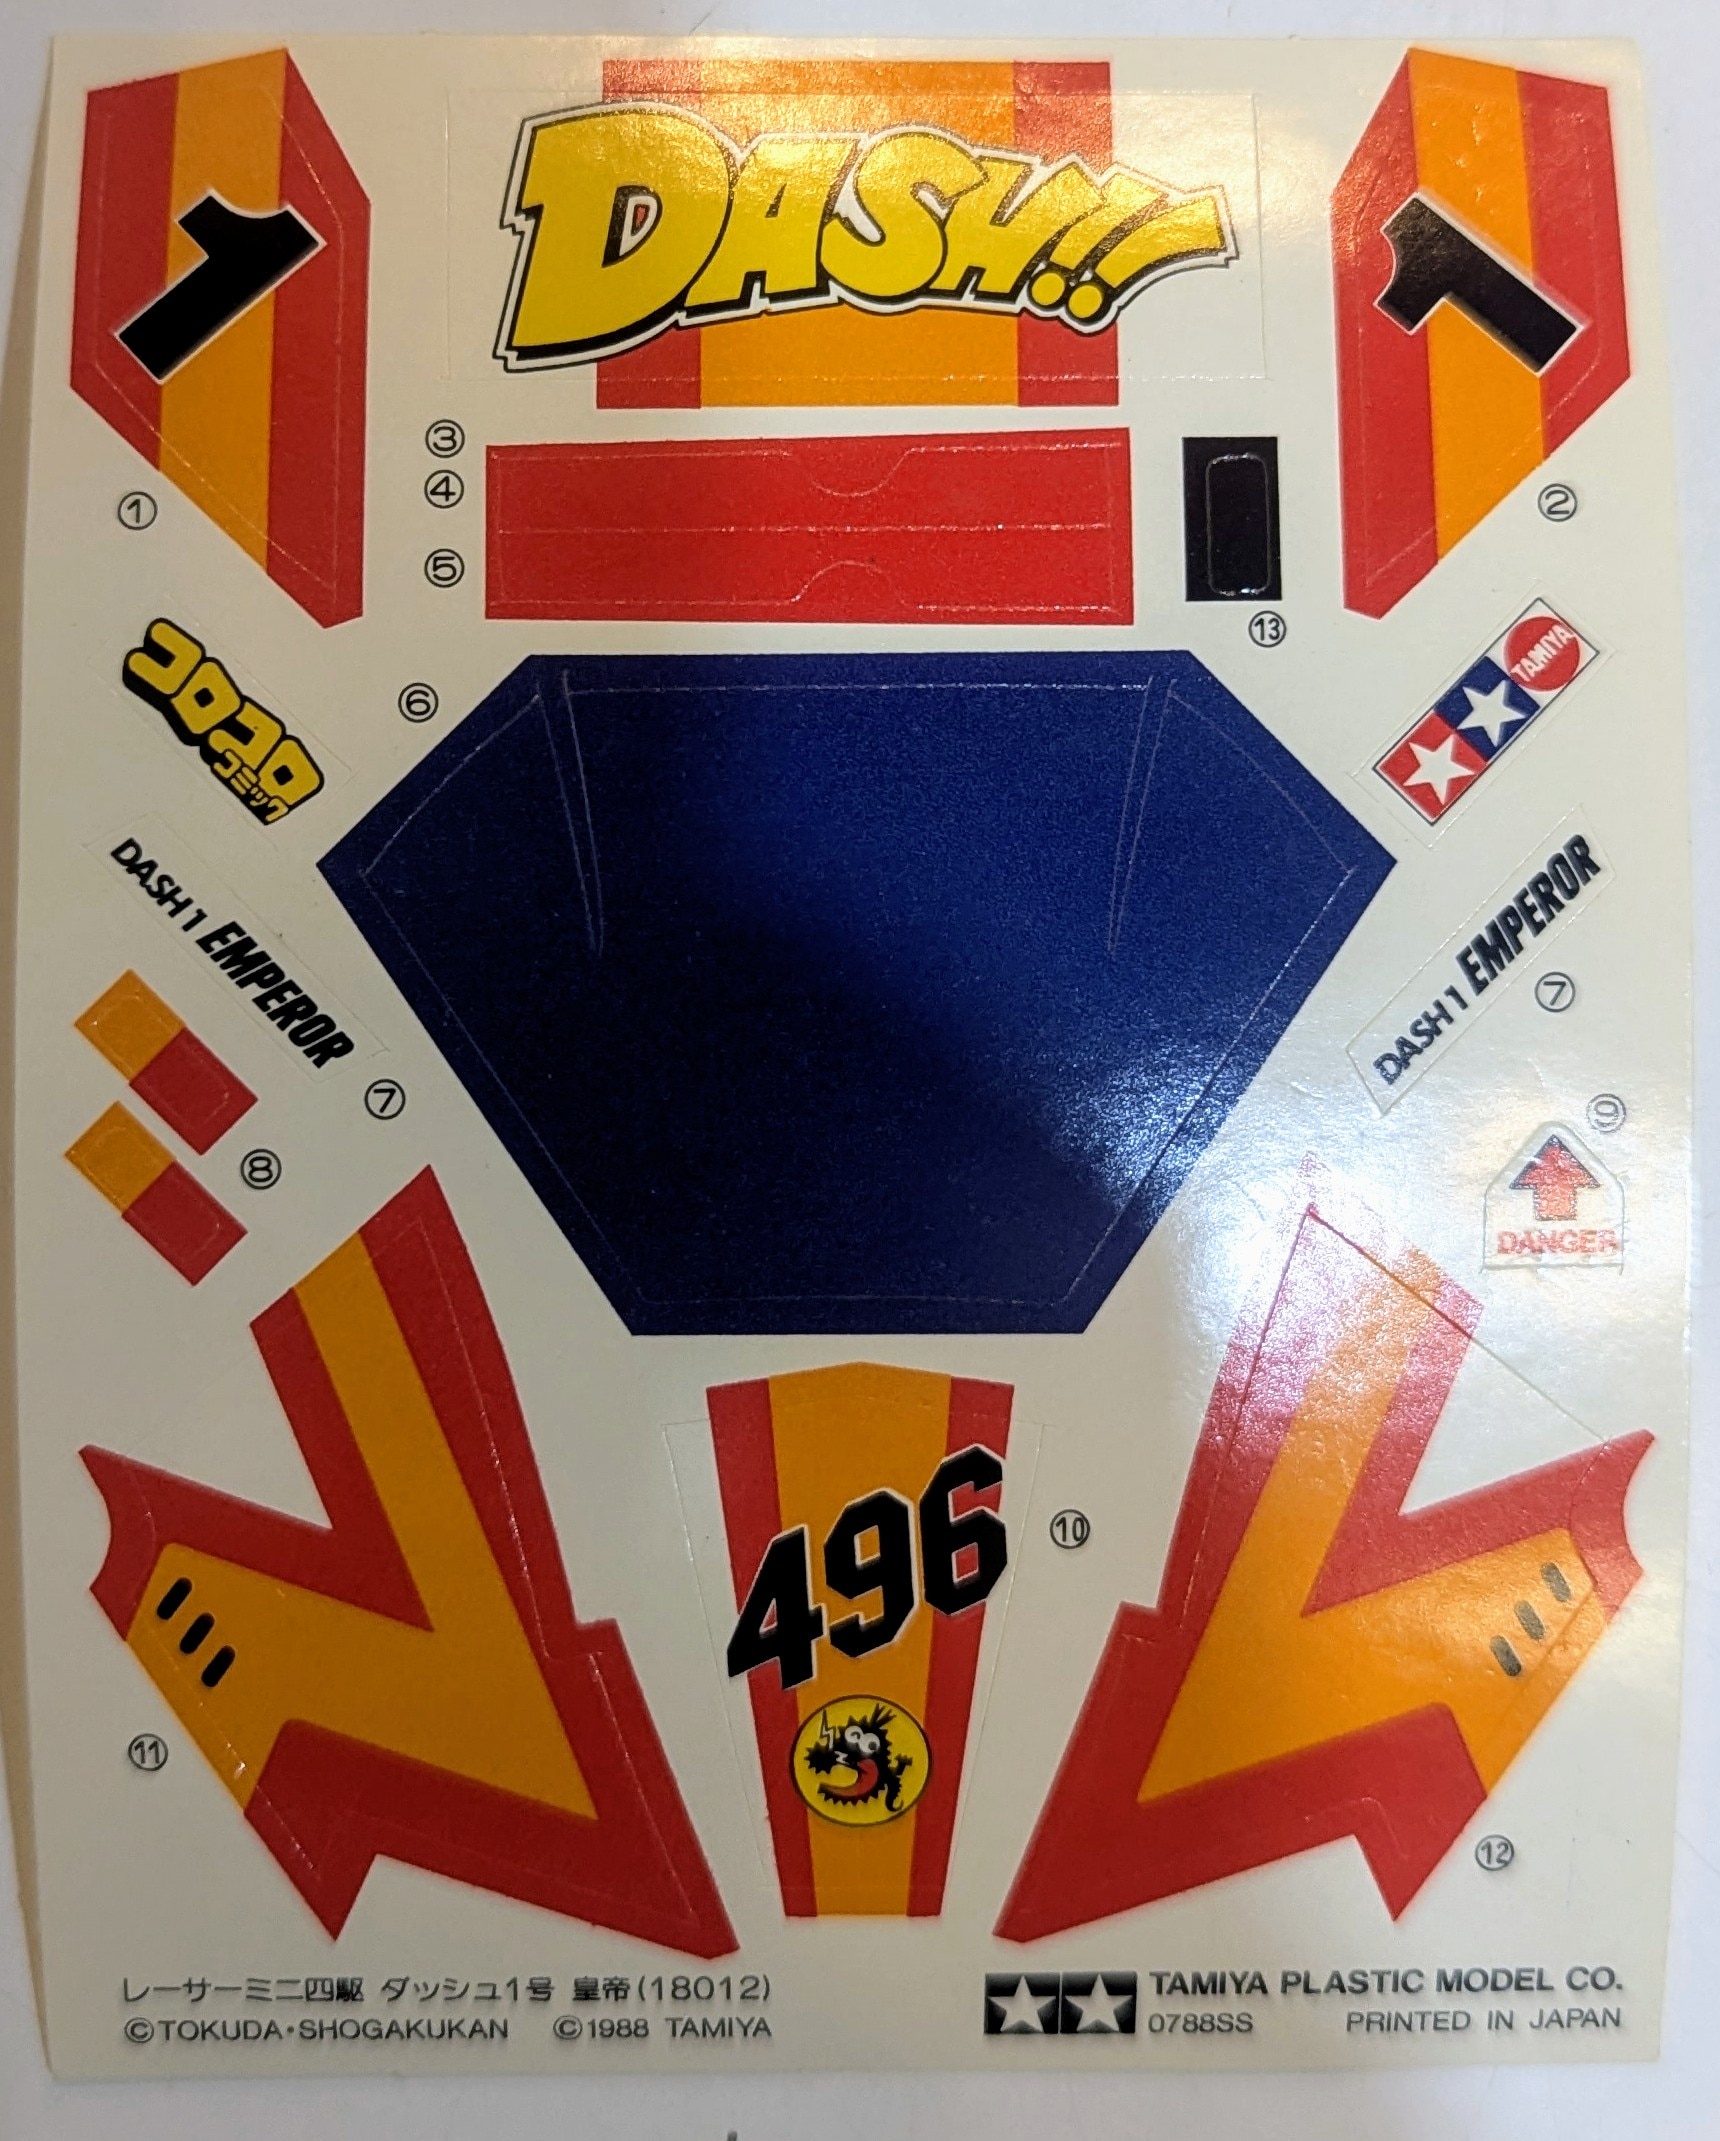 1
DASH!!
1
③
④
⑤
①
②
⑬
⑥
コロコロ
コミック
TAMIYA
DASH 1 EMPEROR
DASH 1 EMPEROR
⑦
⑦
⑧
⑨
DANGER
496
⑩
⑪
⑫
レーサーミニ四駆 ダッシュ1号 皇帝(18012)
©TOKUDA・SHOGAKUKAN ©1988 TAMIYA
TAMIYA PLASTIC MODEL CO.
0788SS PRINTED IN JAPAN